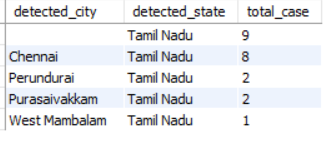 detected_city detected_state total_case
Tamil Nadu 9
Chennai Tamil Nadu 8
Perundurai Tamil Nadu 2
Purasaivakkam Tamil Nadu 2
West Mambalam Tamil Nadu 1